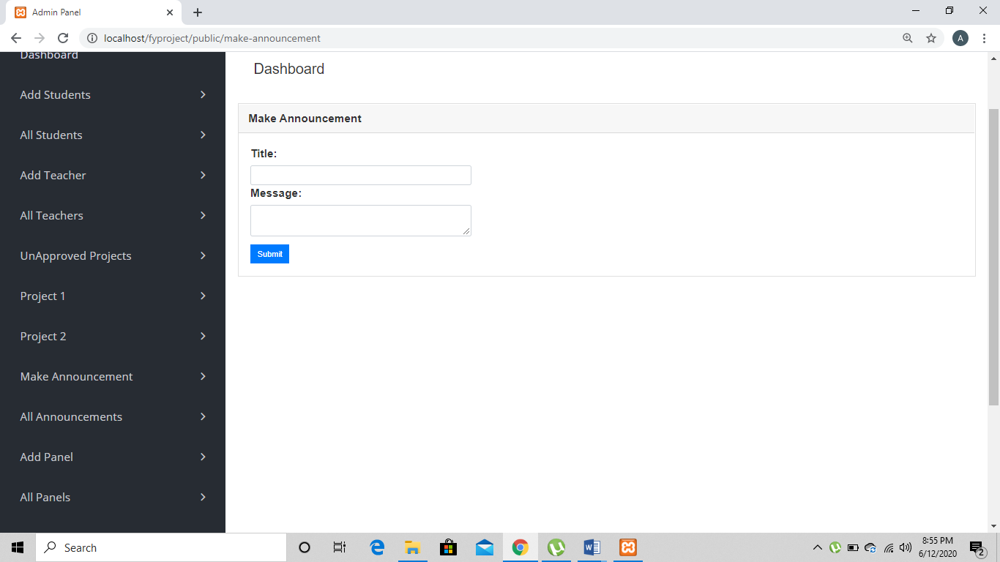 Admin Panel
localhost/fyproject/public/make-announcement
A
Dashboard
Add Students
All Students
Add Teacher
All Teachers
UnApproved Projects
Project 1
Project 2
Make Announcement
All Announcements
Add Panel
All Panels
Dashboard
Make Announcement
Title:
Message:
Submit
Search
8:55 PM
6/12/2020
2